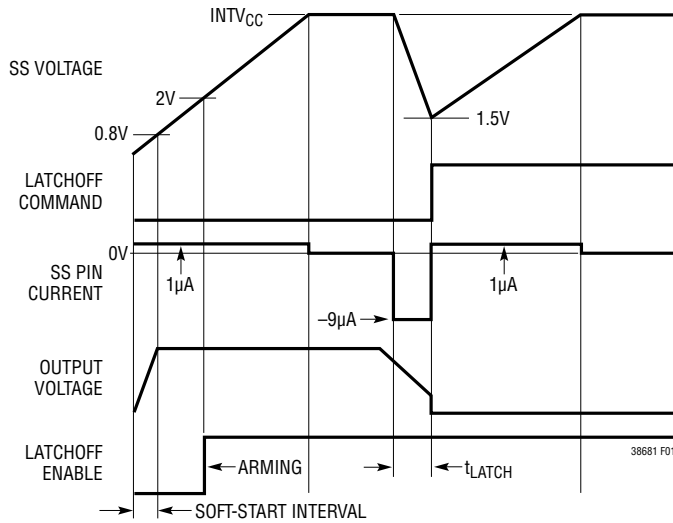 INTVCC
SS VOLTAGE
2V
0.8V
1.5V
LATCHOFF
COMMAND
0V
SS PIN
CURRENT
1µA
1µA
–9µA
OUTPUT
VOLTAGE
LATCHOFF
ENABLE
ARMING
tLATCH
38681 F01
SOFT-START INTERVAL